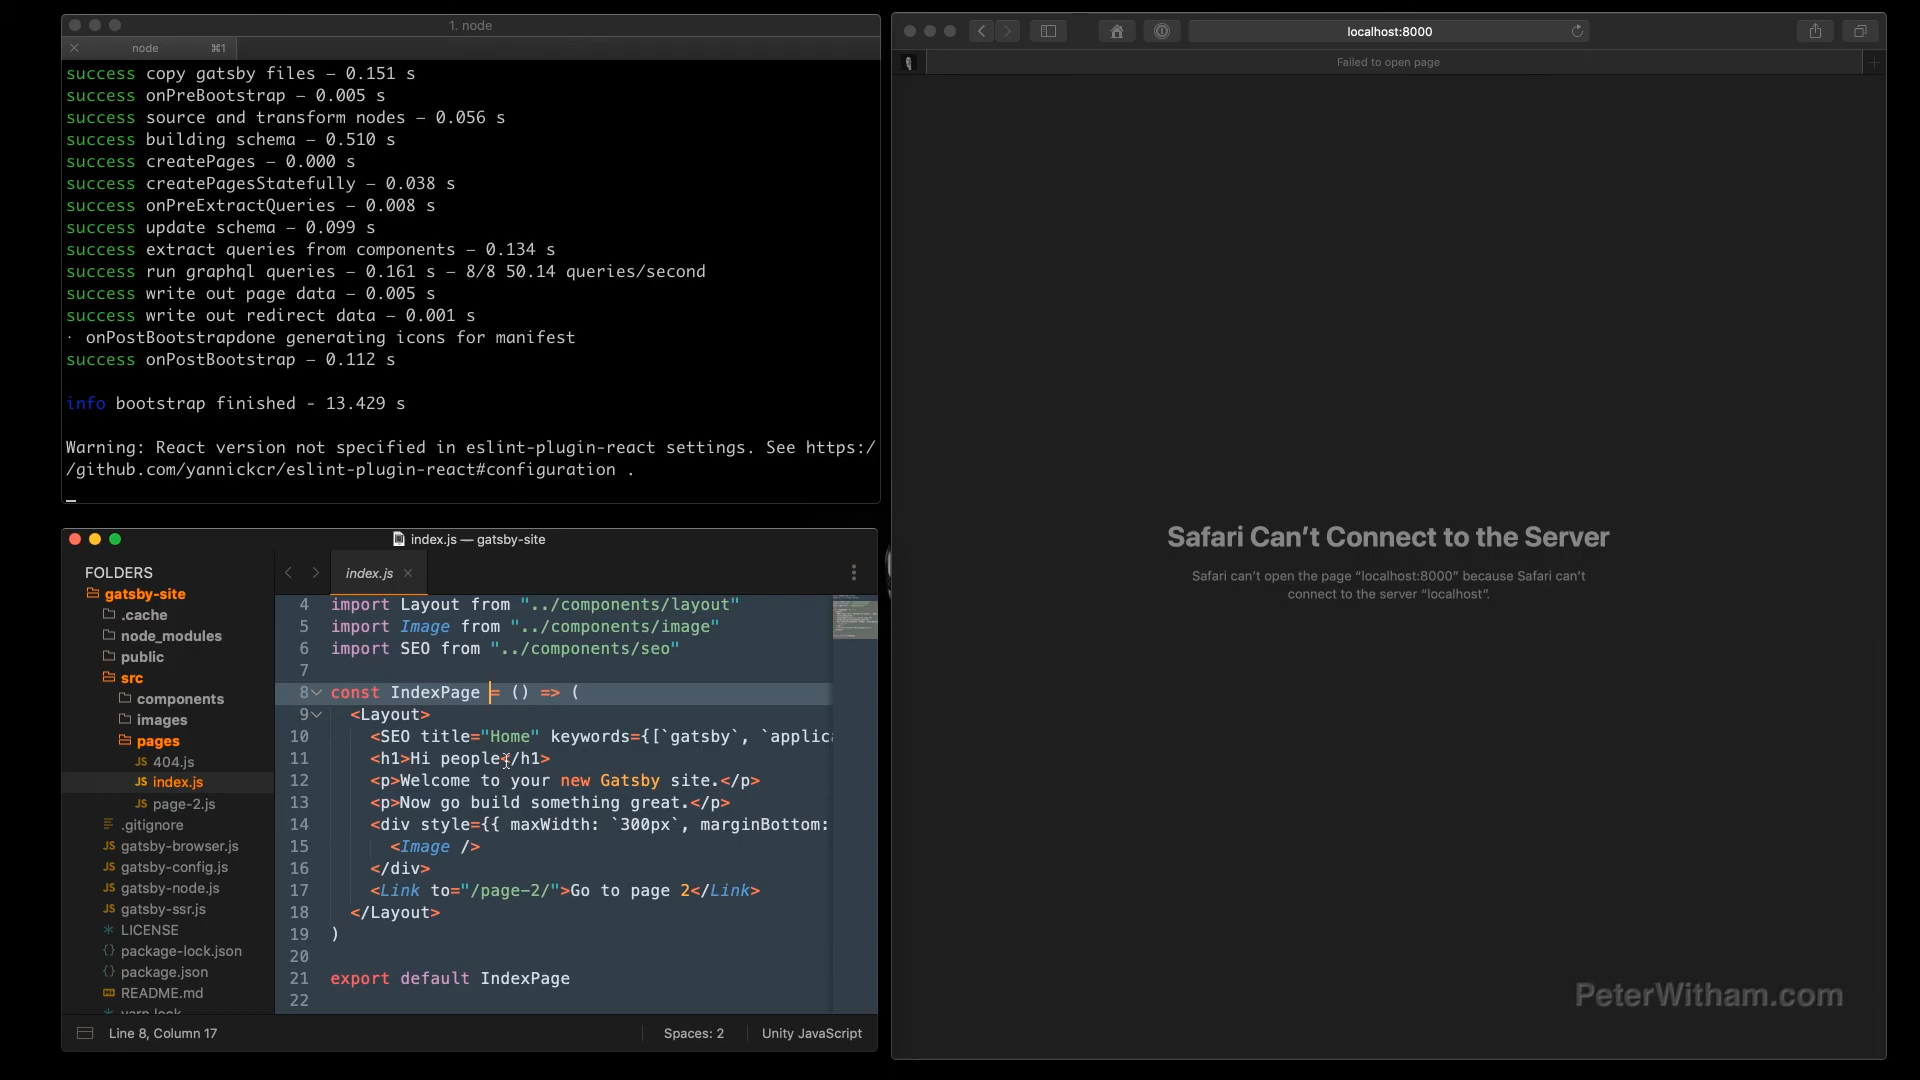 1. node
node ⌘1
success copy gatsby files — 0.151 s
success onPreBootstrap — 0.005 s
success source and transform nodes — 0.056 s
success building schema — 0.510 s
success createPages — 0.000 s
success createPagesStatefully — 0.038 s
success onPreExtractQueries — 0.008 s
success update schema — 0.099 s
success extract queries from components — 0.134 s
success run graphql queries — 0.161 s — 8/8 50.14 queries/second
success write out page data — 0.005 s
success write out redirect data — 0.001 s
· onPostBootstrapdone generating icons for manifest
success onPostBootstrap — 0.112 s
info bootstrap finished - 13.429 s
Warning: React version not specified in eslint-plugin-react settings. See https:/
/github.com/yannickcr/eslint-plugin-react#configuration .
index.js — gatsby-site
FOLDERS
gatsby-site
.cache
node_modules
public
src
components
images
pages
JS 404.js
JS index.js
JS page-2.js
.gitignore
JS gatsby-browser.js
JS gatsby-config.js
JS gatsby-node.js
JS gatsby-ssr.js
LICENSE
{} package-lock.json
{} package.json
README.md
yarn.lock
index.js
4 import Layout from "../components/layout"
5 import Image from "../components/image"
6 import SEO from "../components/seo"
7
8 const IndexPage = () => (
9 <Layout>
10 <SEO title="Home" keywords={[`gatsby`, `applica
11 <h1>Hi people</h1>
12 <p>Welcome to your new Gatsby site.</p>
13 <p>Now go build something great.</p>
14 <div style={{ maxWidth: `300px`, marginBottom:
15 <Image />
16 </div>
17 <Link to="/page-2/">Go to page 2</Link>
18 </Layout>
19 )
20
21 export default IndexPage
22
Line 8, Column 17
Spaces: 2
Unity JavaScript
localhost:8000
Failed to open page
Safari Can’t Connect to the Server
Safari can’t open the page “localhost:8000” because Safari can’t
connect to the server “localhost”.
PeterWitham.com